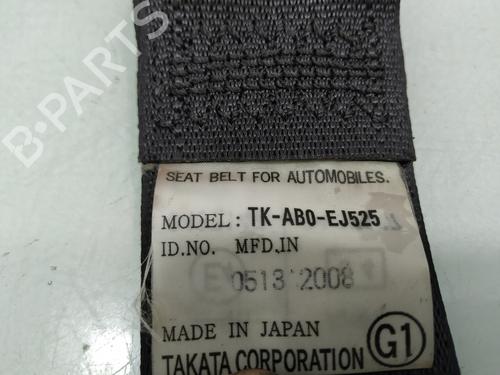 SEAT BELT FOR AUTOMOBILES.
MODEL: TK-AB0-EJ525
ID.NO. MFD.IN
0513 2008
MADE IN JAPAN
TAKATA CORPORATION
G1
B-PARTS